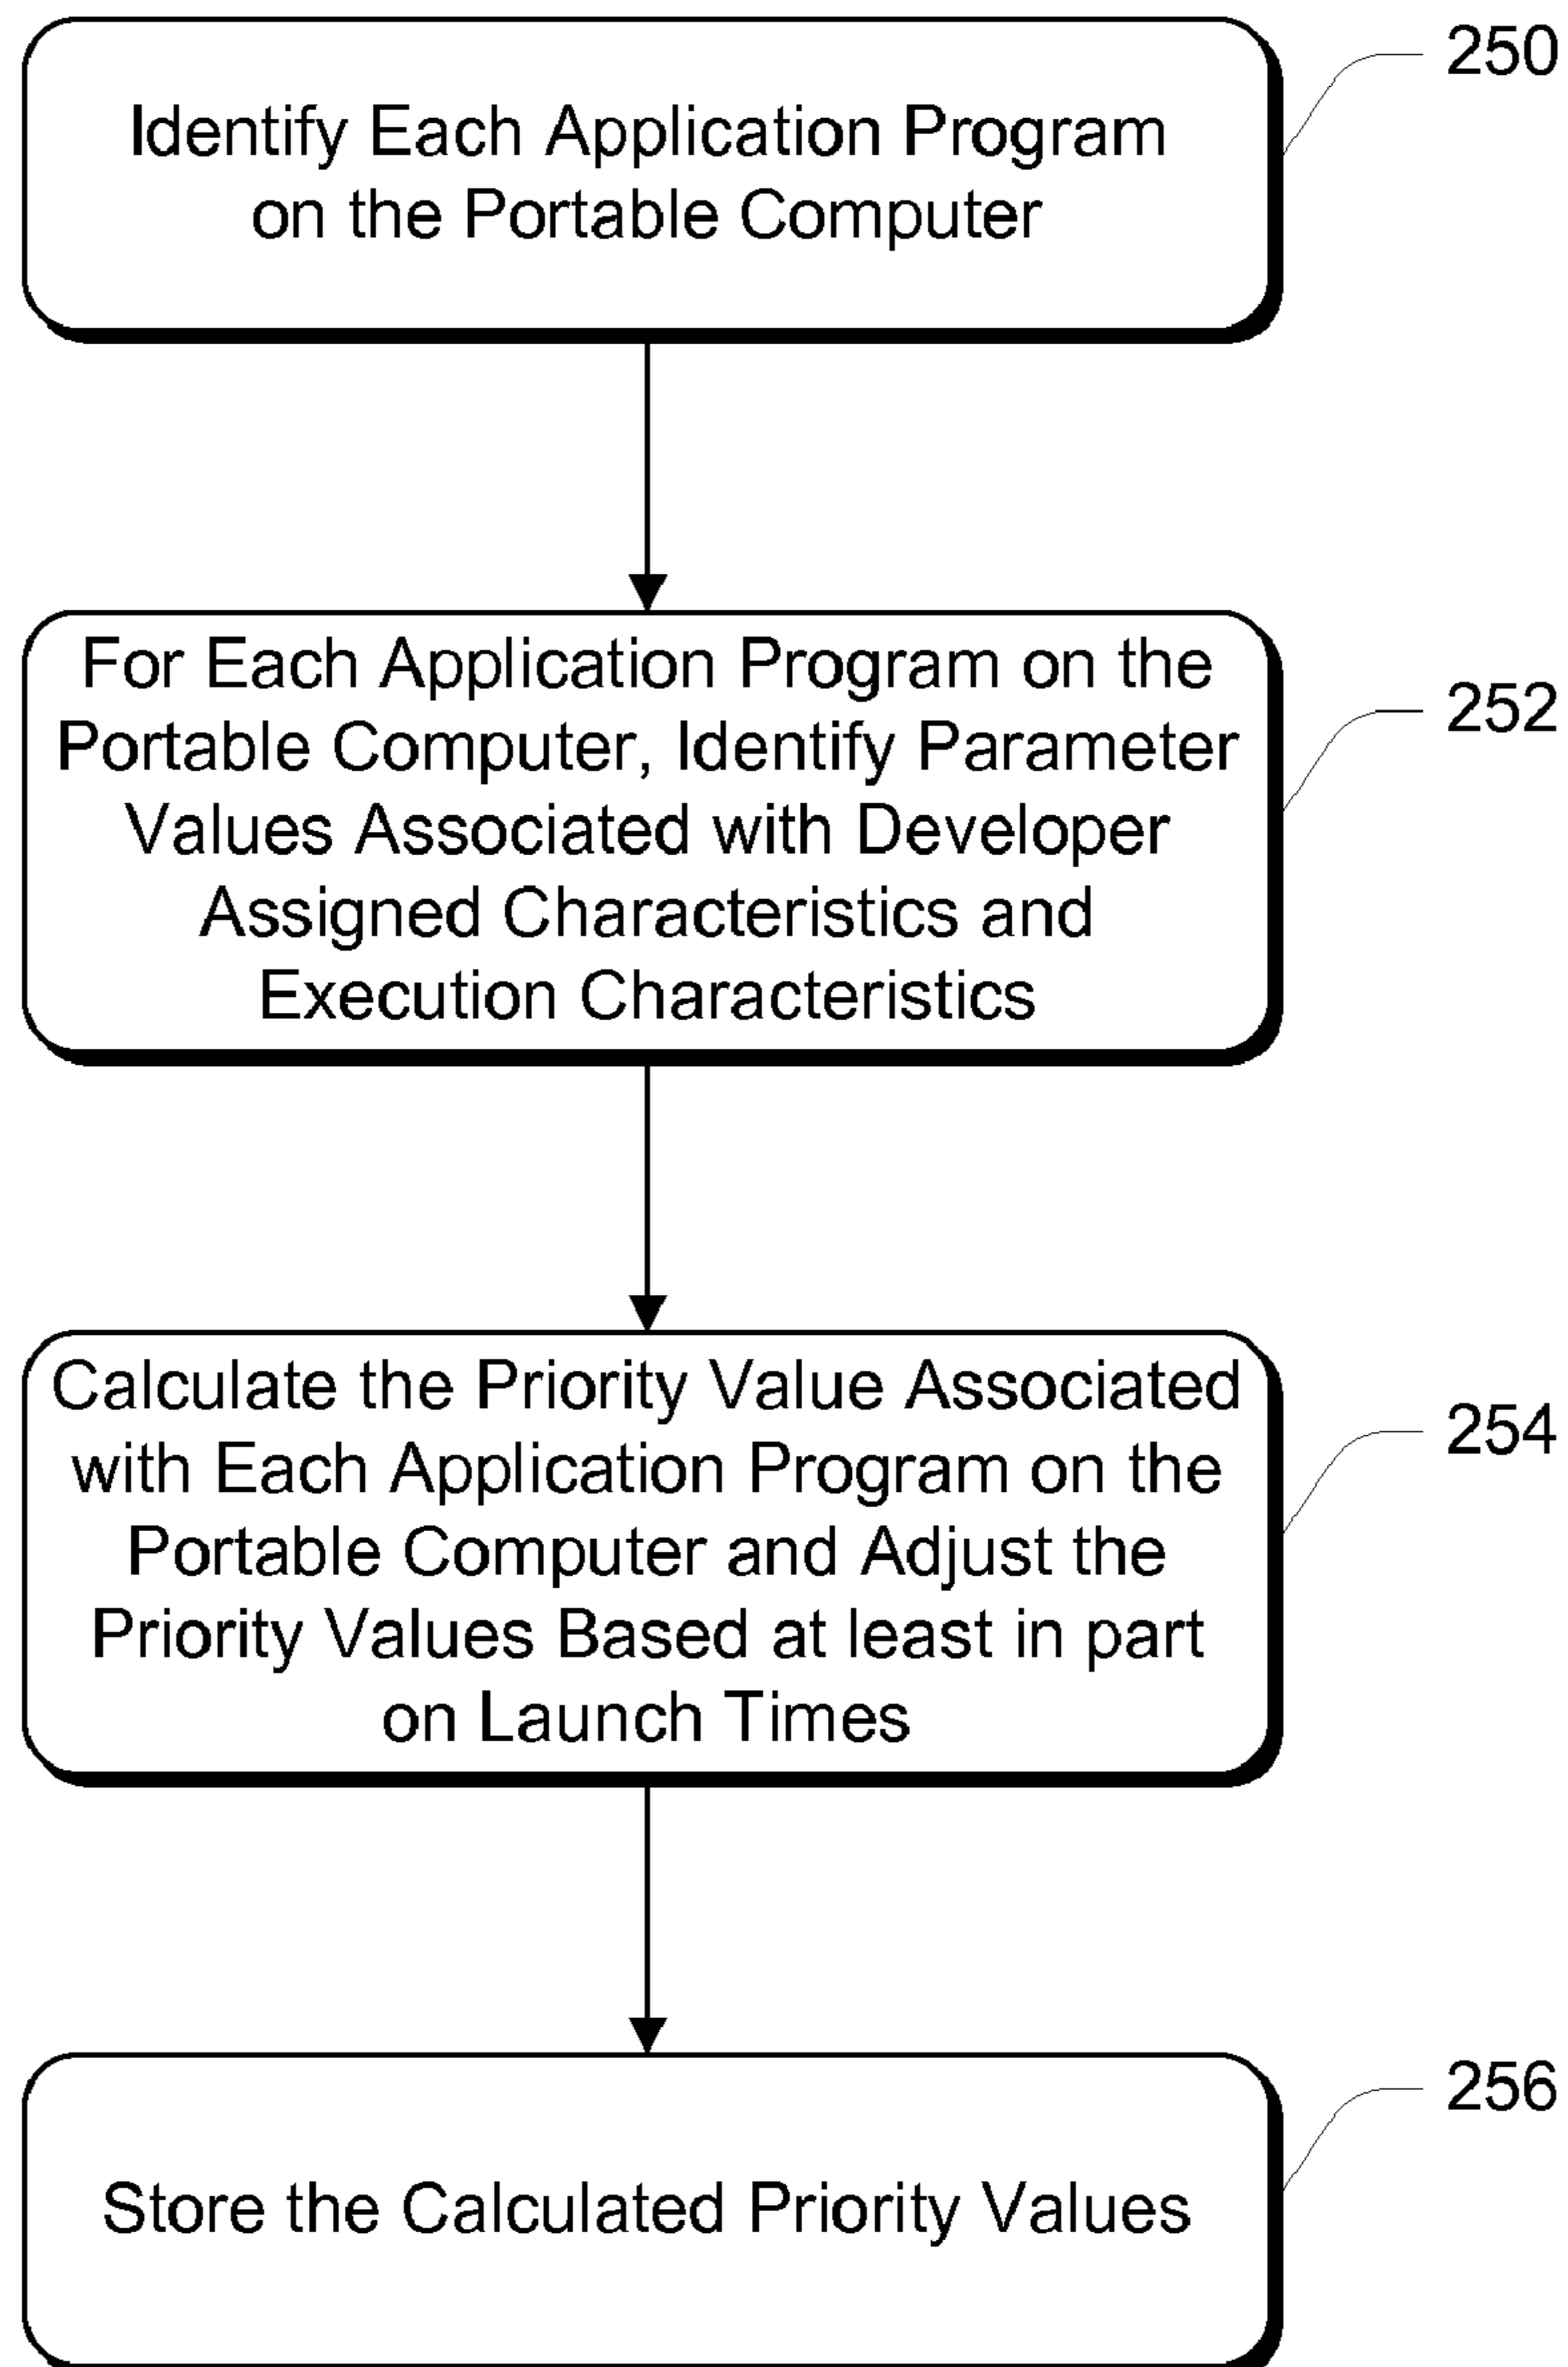 250
Identify Each Application Program
on the Portable Computer
For Each Application Program on the
Portable Computer, Identify Parameter
Values Associated with Developer
Assigned Characteristics and
Execution Characteristics
252
Calculate the Priority Value Associated
with Each Application Program on the
Portable Computer and Adjust the
Priority Values Based at least in part
on Launch Times
254
256
Store the Calculated Priority Values